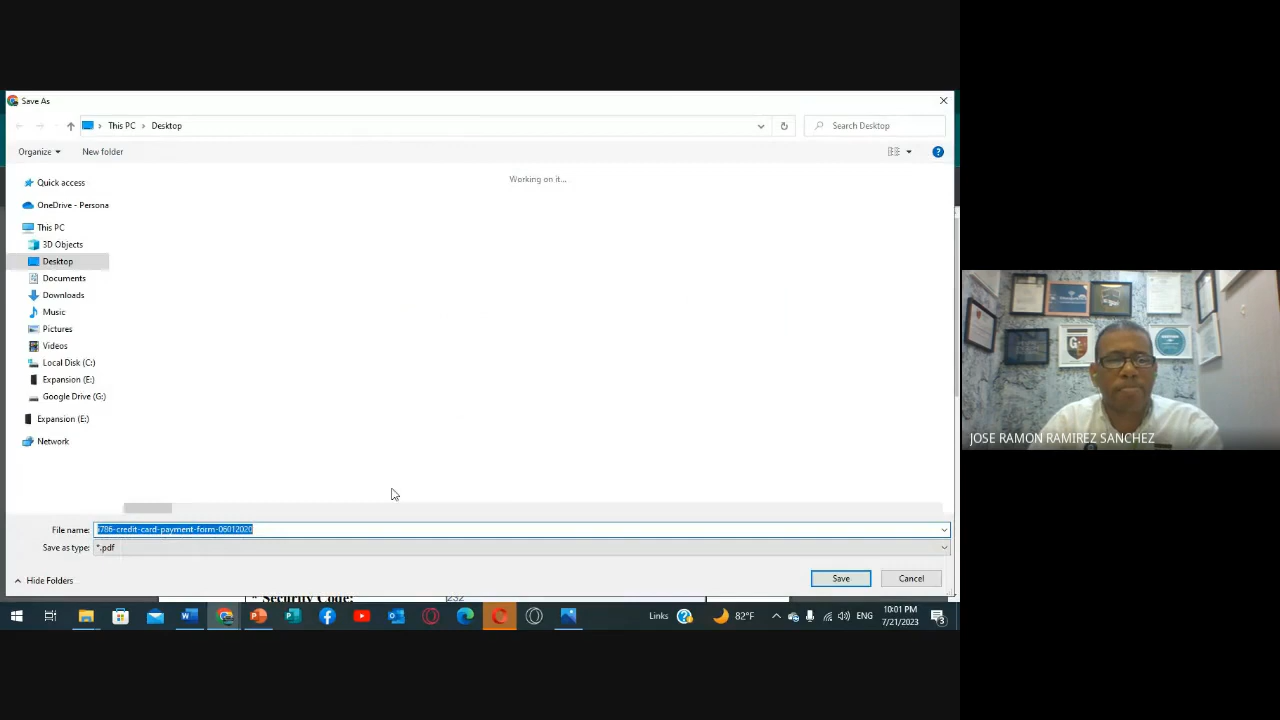 Save As
This PC
Desktop
Search Desktop
Organize
New folder
Working on it...
Quick access
OneDrive - Persona
This PC
3D Objects
Desktop
Documents
Downloads
Music
Pictures
Videos
Local Disk (C:)
Expansion (E:)
Google Drive (G:)
Expansion (E:)
Network
File name: i786-credit-card-payment-form-06012020
Save as type: *.pdf
Hide Folders
Save
Cancel
* Security Code: 232
Links
82°F
ENG
10:01 PM
7/21/2023
3
JOSE RAMON RAMIREZ SANCHEZ